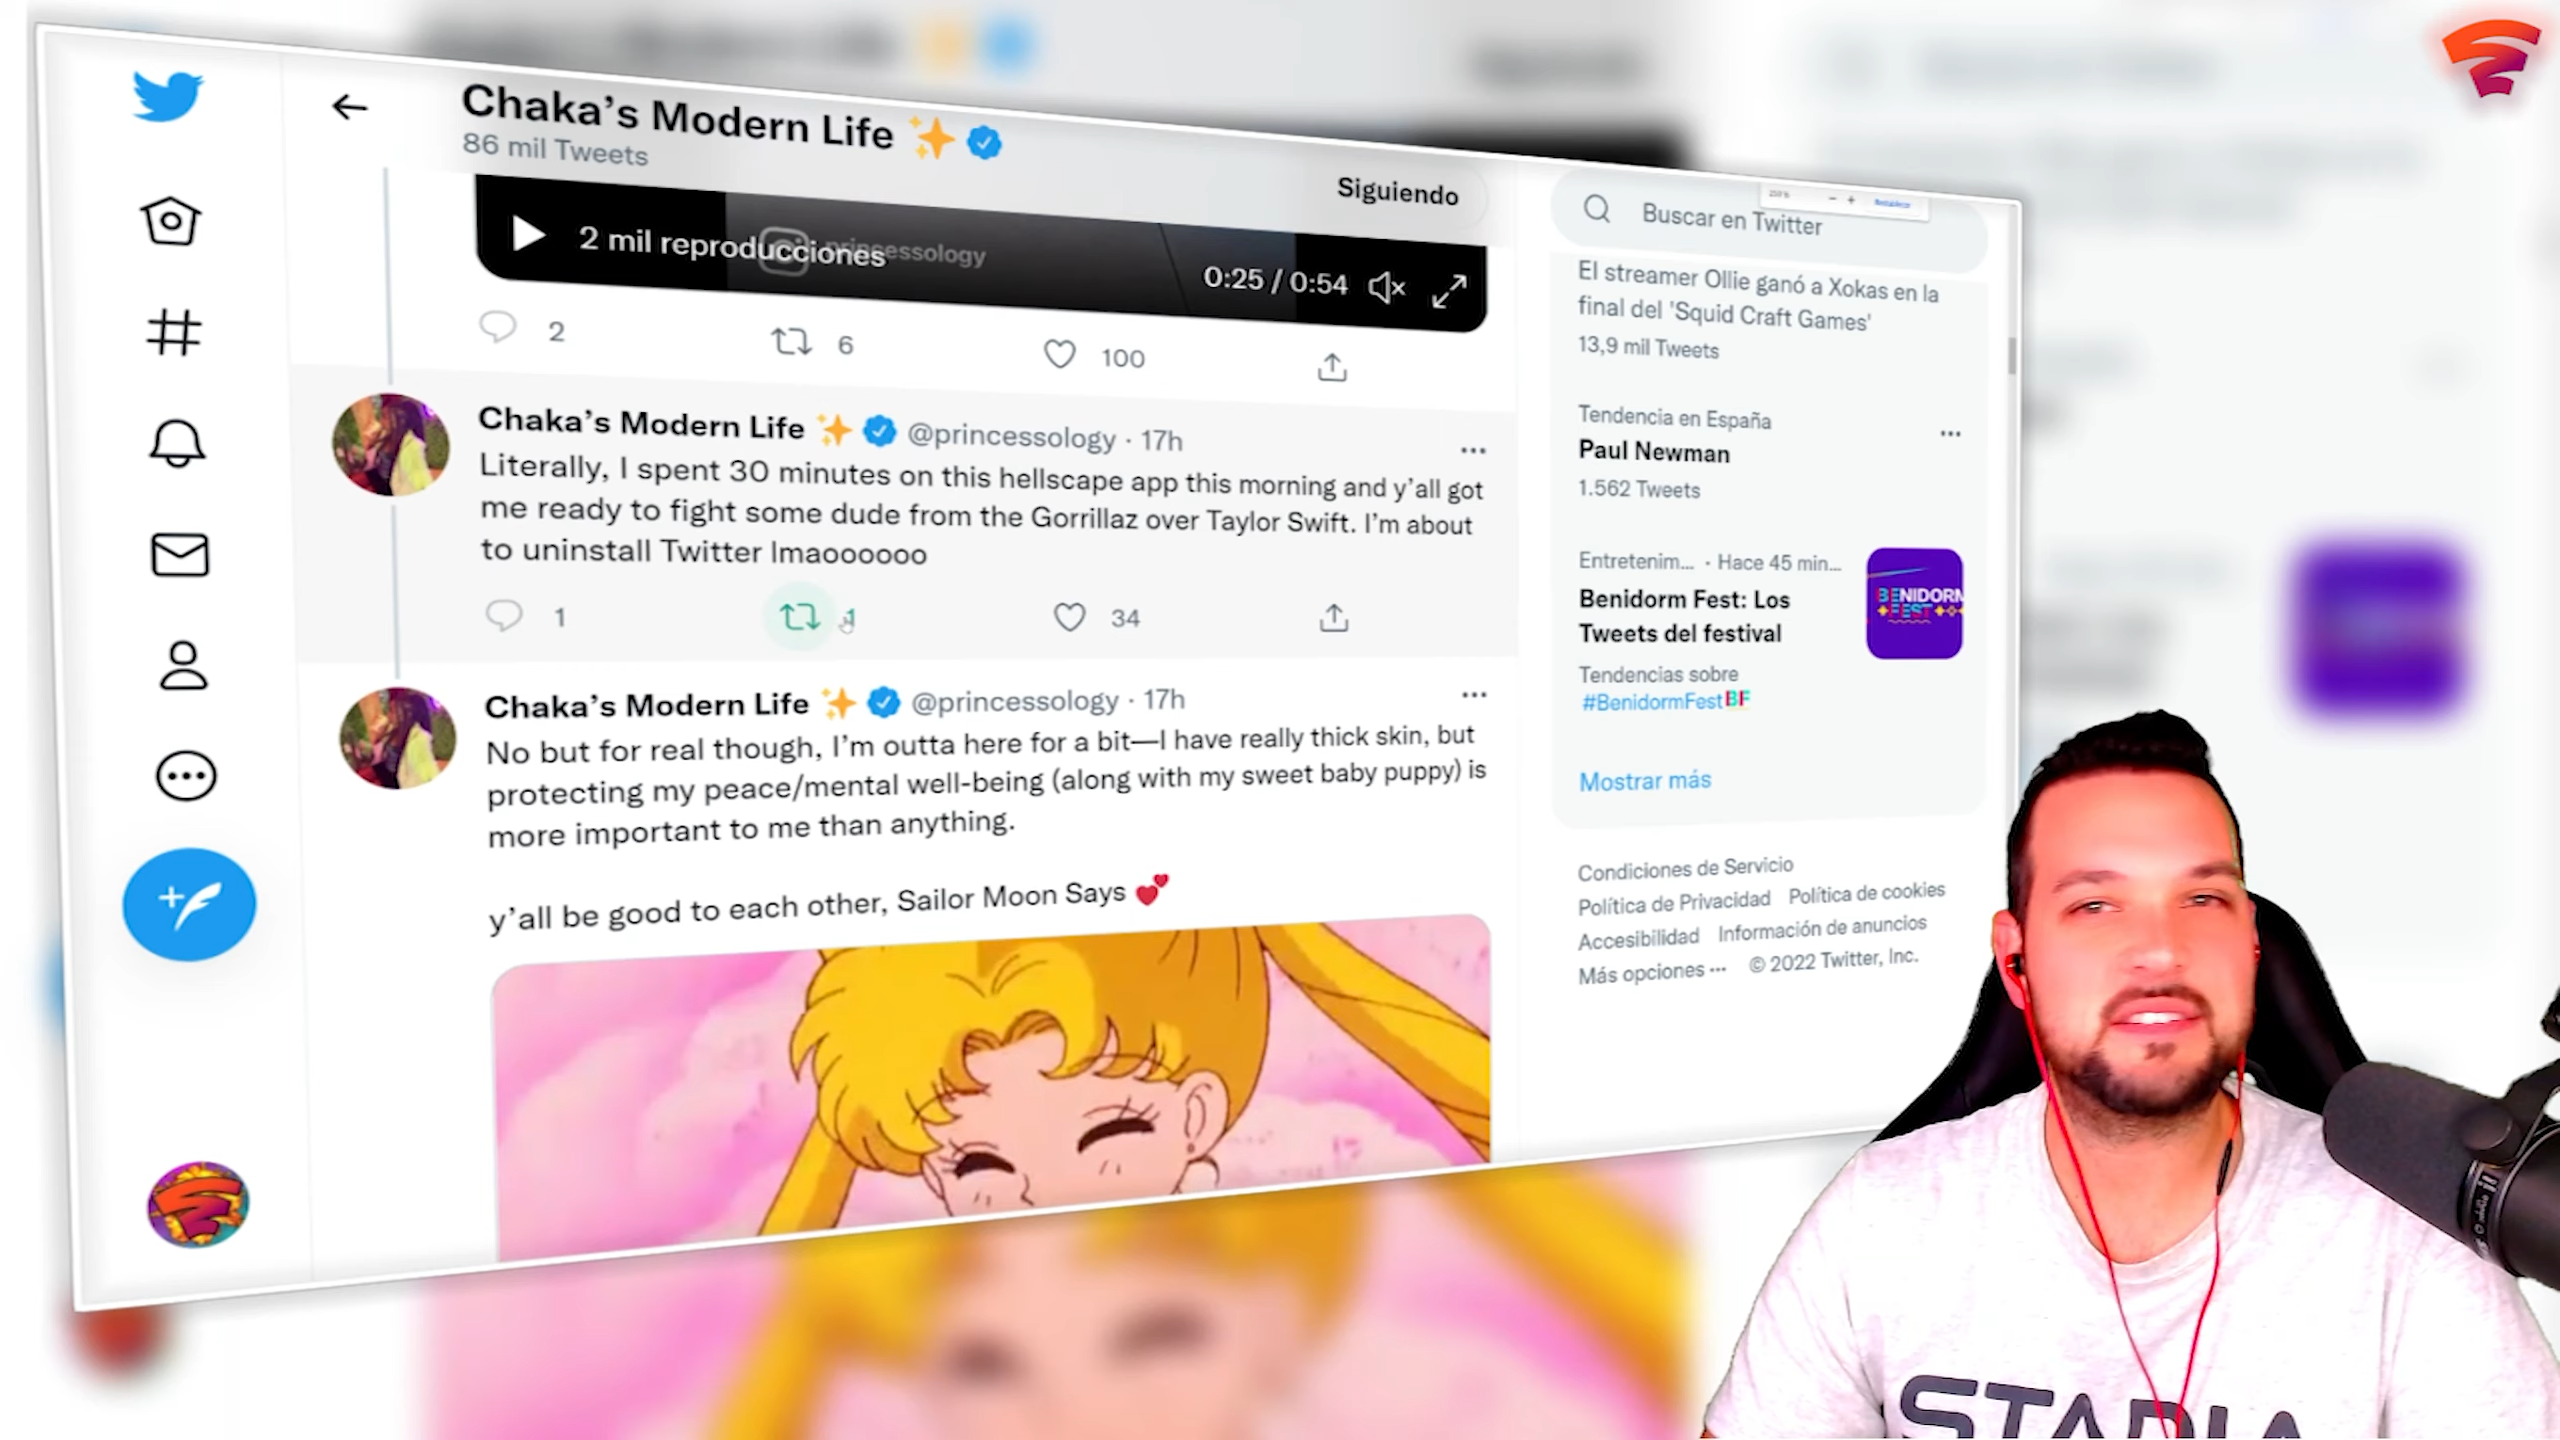 Chaka's Modern Life
86 mil Tweets
Siguiendo
2 mil reproducciones
0:25 / 0:54
2
6
100
Chaka's Modern Life @princessology · 17h
Literally, I spent 30 minutes on this hellscape app this morning and y'all got
me ready to fight some dude from the Gorrillaz over Taylor Swift. I'm about
to uninstall Twitter lmaoooooo
1
34
Chaka's Modern Life @princessology · 17h
No but for real though, I'm outta here for a bit—I have really thick skin, but
protecting my peace/mental well-being (along with my sweet baby puppy) is
more important to me than anything.
y'all be good to each other, Sailor Moon Says
Buscar en Twitter
El streamer Ollie ganó a Xokas en la
final del 'Squid Craft Games'
13,9 mil Tweets
Tendencia en España
Paul Newman
1.562 Tweets
Entretenim... · Hace 45 min...
Benidorm Fest: Los
Tweets del festival
BENIDORM
FEST
Tendencias sobre
#BenidormFest BF
Mostrar más
Condiciones de Servicio
Política de Privacidad Política de cookies
Accesibilidad Información de anuncios
Más opciones ··· © 2022 Twitter, Inc.
STADIA